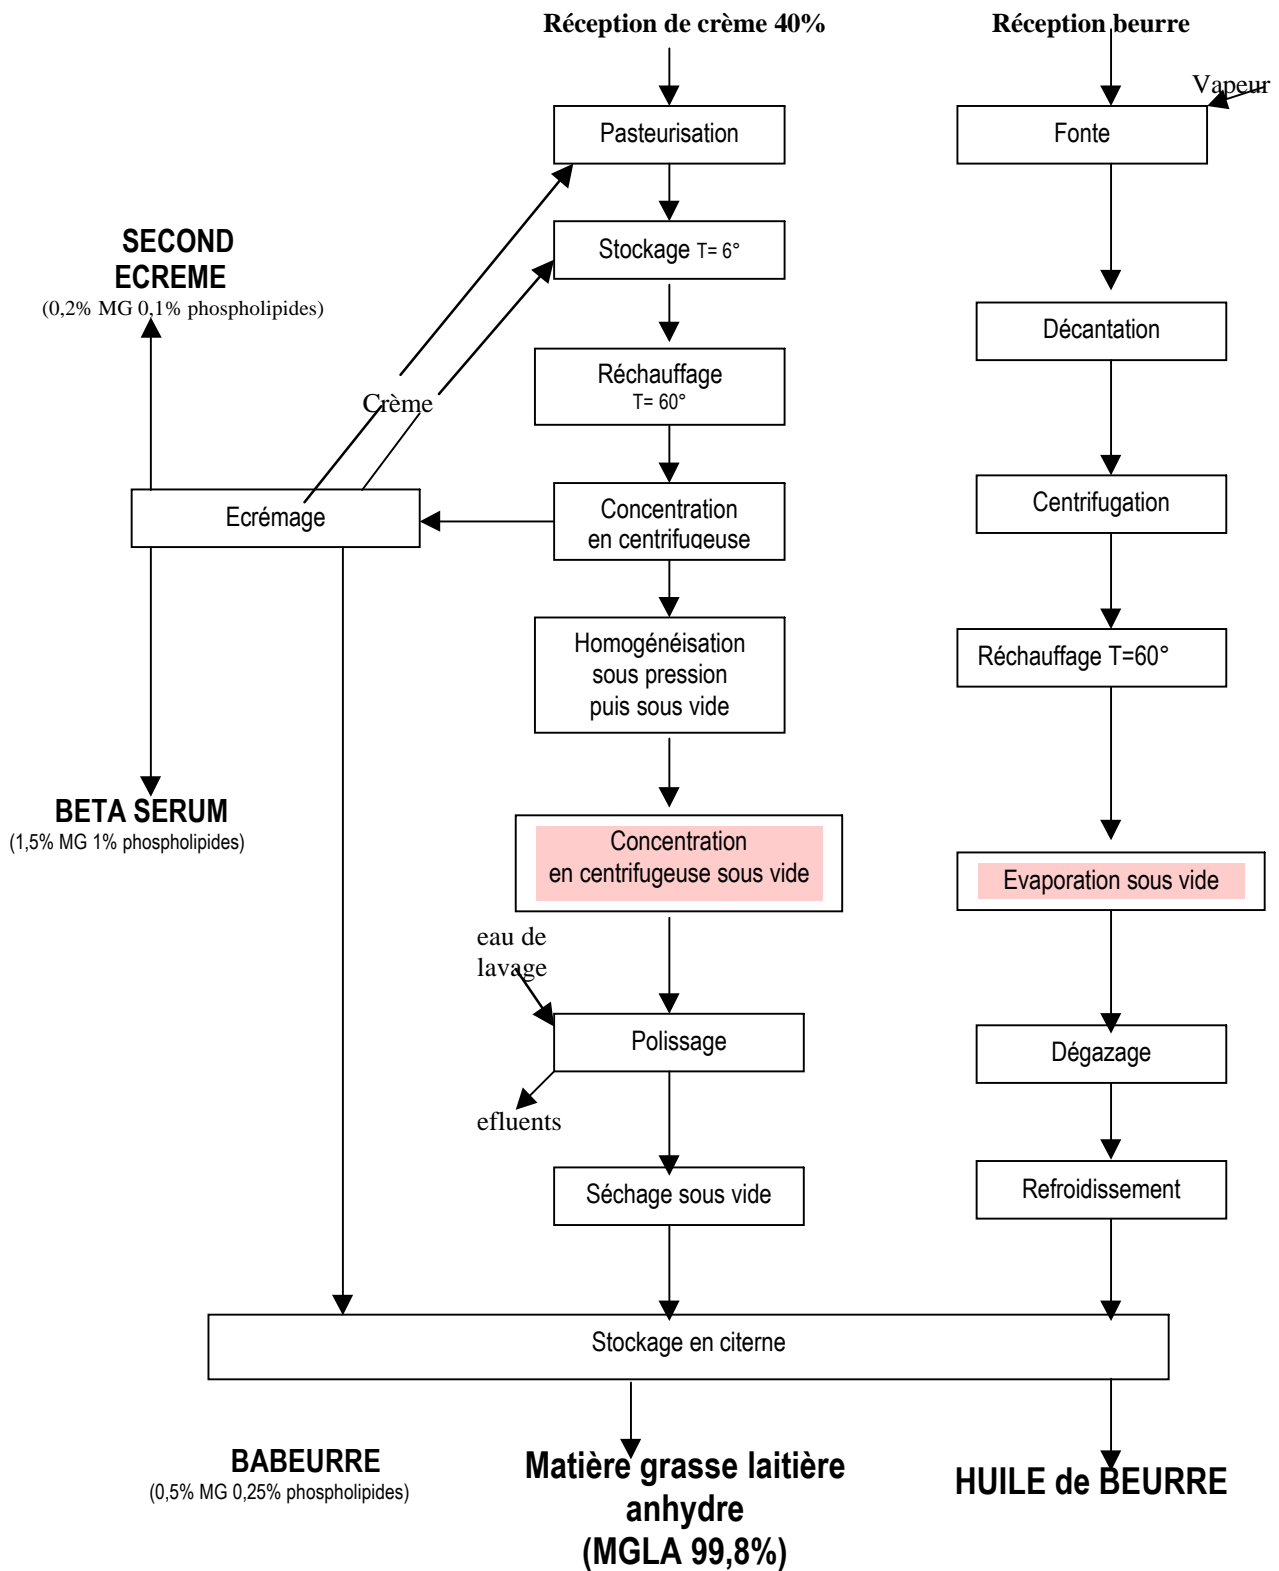 Réception de crème 40%
Réception beurre
Vapeur
Pasteurisation
Fonte
SECOND
ECREME
(0,2% MG 0,1% phospholipides)
Stockage T= 6°
Décantation
Réchauffage
T= 60°
Crème
Ecrémage
Concentration
en centrifugeuse
Centrifugation
Homogénéisation
sous pression
puis sous vide
Réchauffage T=60°
BETA SERUM
(1,5% MG 1% phospholipides)
Concentration
en centrifugeuse sous vide
Evaporation sous vide
eau de
lavage
Polissage
Dégazage
efluents
Séchage sous vide
Refroidissement
Stockage en citerne
BABEURRE
(0,5% MG 0,25% phospholipides)
Matière grasse laitière
anhydre
(MGLA 99,8%)
HUILE de BEURRE